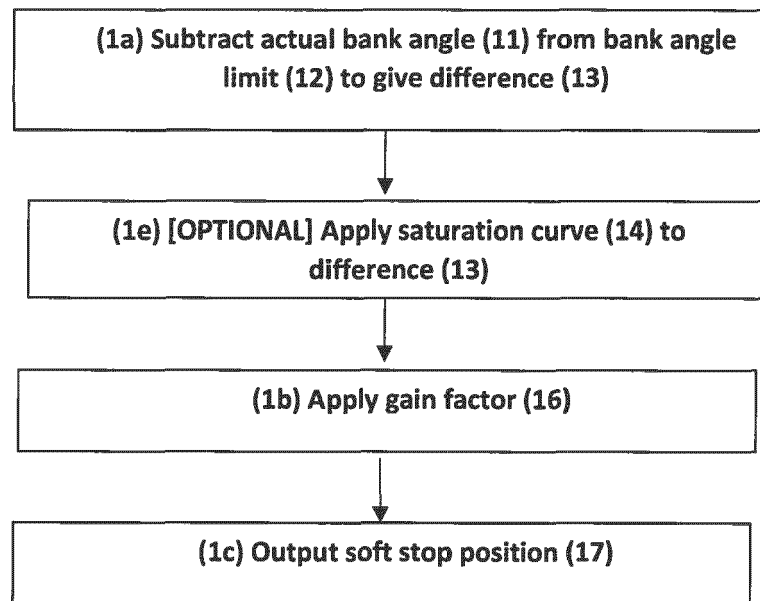 (1a) Subtract actual bank angle (11) from bank angle
limit (12) to give difference (13)
(1e) [OPTIONAL] Apply saturation curve (14) to
difference (13)
(1b) Apply gain factor (16)
(1c) Output soft stop position (17)